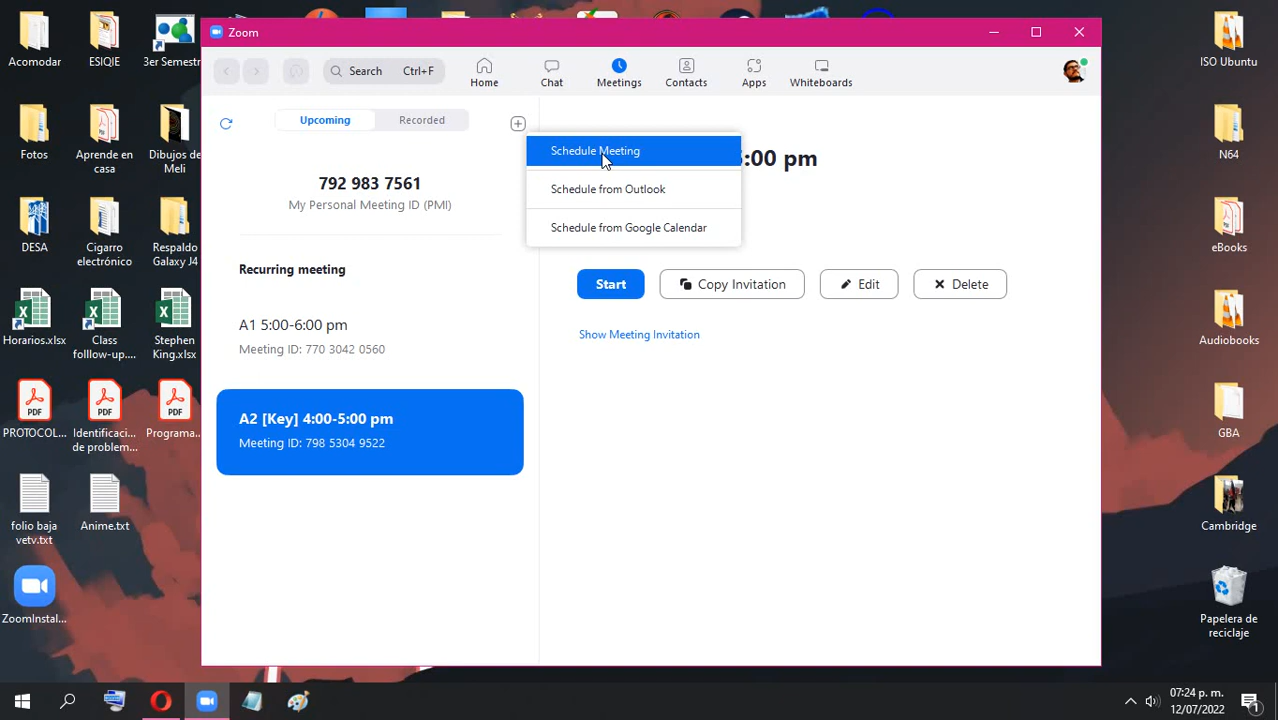 Zoom
Search Ctrl+F
Home
Chat
Meetings
Contacts
Apps
Whiteboards
Upcoming
Recorded
792 983 7561
My Personal Meeting ID (PMI)
Recurring meeting
A1 5:00-6:00 pm
Meeting ID: 770 3042 0560
A2 [Key] 4:00-5:00 pm
Meeting ID: 798 5304 9522
Schedule Meeting
Schedule from Outlook
Schedule from Google Calendar
:00 pm
Start
Copy Invitation
Edit
Delete
Show Meeting Invitation
Acomodar
ESIQIE
3er Semestr
Fotos
Aprende en
casa
Dibujos de
Meli
DESA
Cigarro
electrónico
Respaldo
Galaxy J4
Horarios.xlsx
Class
folllow-up....
Stephen
King.xlsx
PDF
PDF
PDF
PROTOCOL...
Identificaci...
de problem...
Programa...
folio baja
vetv.txt
Anime.txt
ZoomInstal...
ISO Ubuntu
N64
eBooks
Audiobooks
GBA
Cambridge
Papelera de
reciclaje
07:24 p. m.
12/07/2022
1